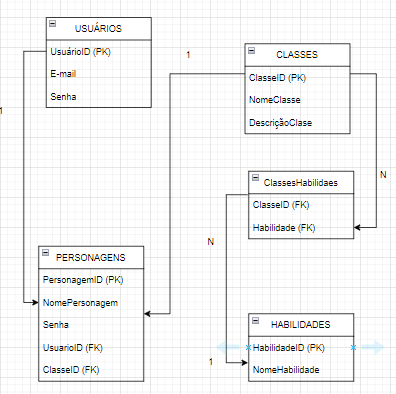 USUÁRIOS
UsuárioID (PK)
E-mail
Senha
1
CLASSES
ClasseID (PK)
NomeClasse
DescriçãoClase
1
N
ClassesHabilidaes
ClasseID (FK)
Habilidade (FK)
N
PERSONAGENS
PersonagemID (PK)
NomePersonagem
Senha
UsuarioID (FK)
ClasseID (FK)
HABILIDADES
HabilidadeID (PK)
NomeHabilidade
1